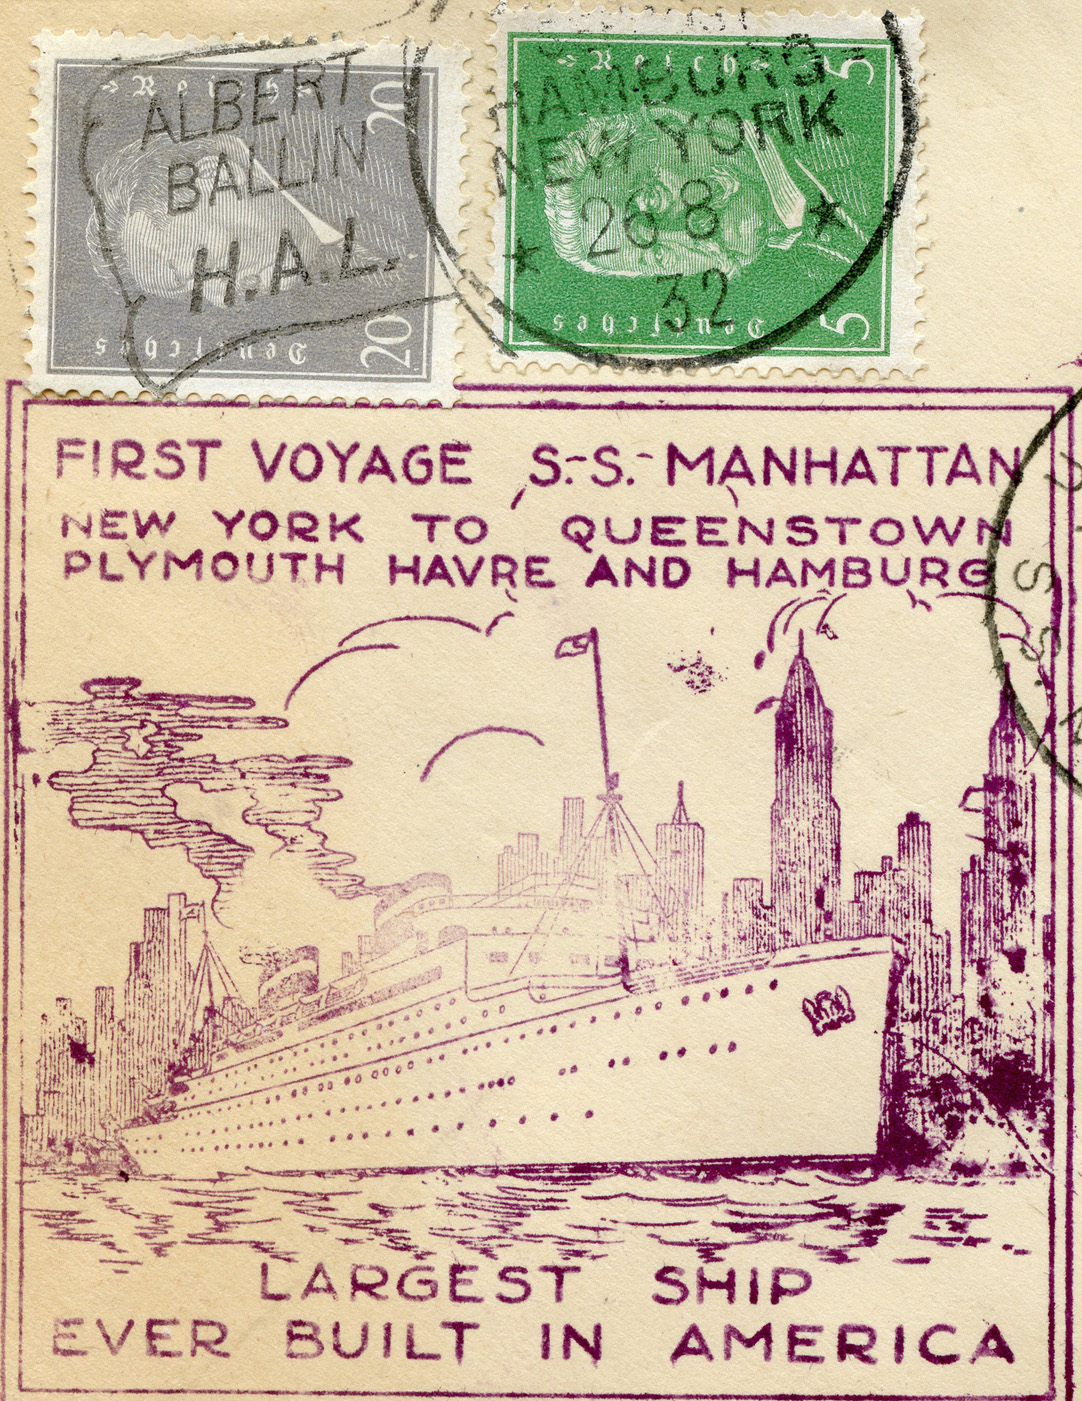 Reich
20
Deutsches
20
Reich
5
Deutsches
5
ALBERT
BALLIN
H.A.L.
HAMBURG
NEW YORK
26 8
32
FIRST VOYAGE S.S. MANHATTAN
NEW YORK TO QUEENSTOWN
PLYMOUTH HAVRE AND HAMBURG
LARGEST SHIP
EVER BUILT IN AMERICA